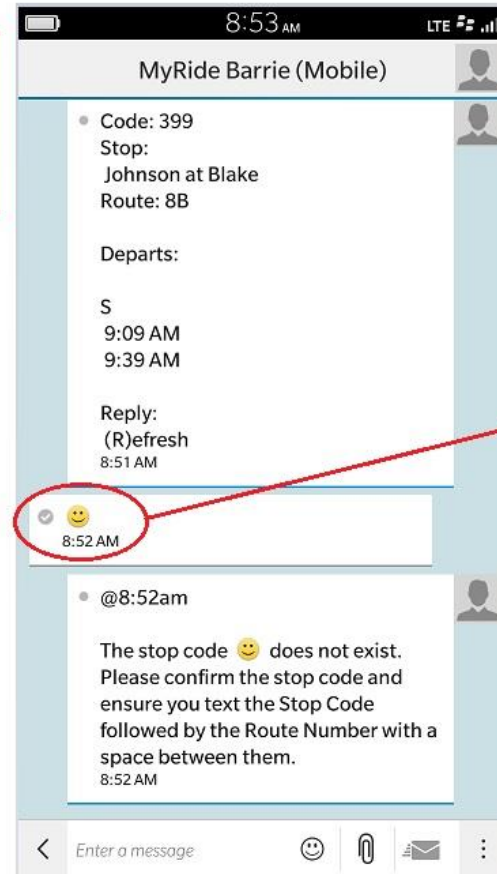 8:53 AM
LTE
MyRide Barrie (Mobile)
Code: 399
Stop:
Johnson at Blake
Route: 8B
Departs:
S
9:09 AM
9:39 AM
Reply:
(R)efresh
8:51 AM
🙂
8:52 AM
@8:52am
The stop code 🙂 does not exist.
Please confirm the stop code and
ensure you text the Stop Code
followed by the Route Number with a
space between them.
8:52 AM
Enter a message